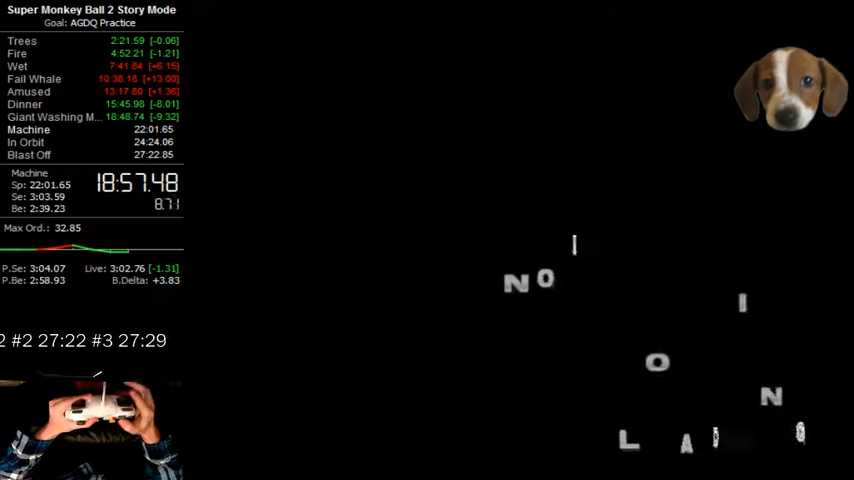 Super Monkey Ball 2 Story Mode
Goal: AGDQ Practice
Trees 2:21.59 [-0.06]
Fire 4:52.21 [-1.21]
Wet 7:41.84 [+6.15]
Fail Whale 10:38.18 [+13.00]
Amused 13:17.80 [+1.36]
Dinner 15:45.98 [-8.01]
Giant Washing M... 18:48.74 [-9.32]
Machine 22:01.65
In Orbit 24:24.06
Blast Off 27:22.85
Machine
Sp: 22:01.65
Se: 3:03.59
Be: 2:39.23
18:57.48
8.71
Max Ord.: 32.85
P.Se: 3:04.07 Live: 3:02.76 [-1.31]
P.Be: 2:58.93 B.Delta: +3.83
2 #2 27:22 #3 27:29
N O
I
O
N
L A